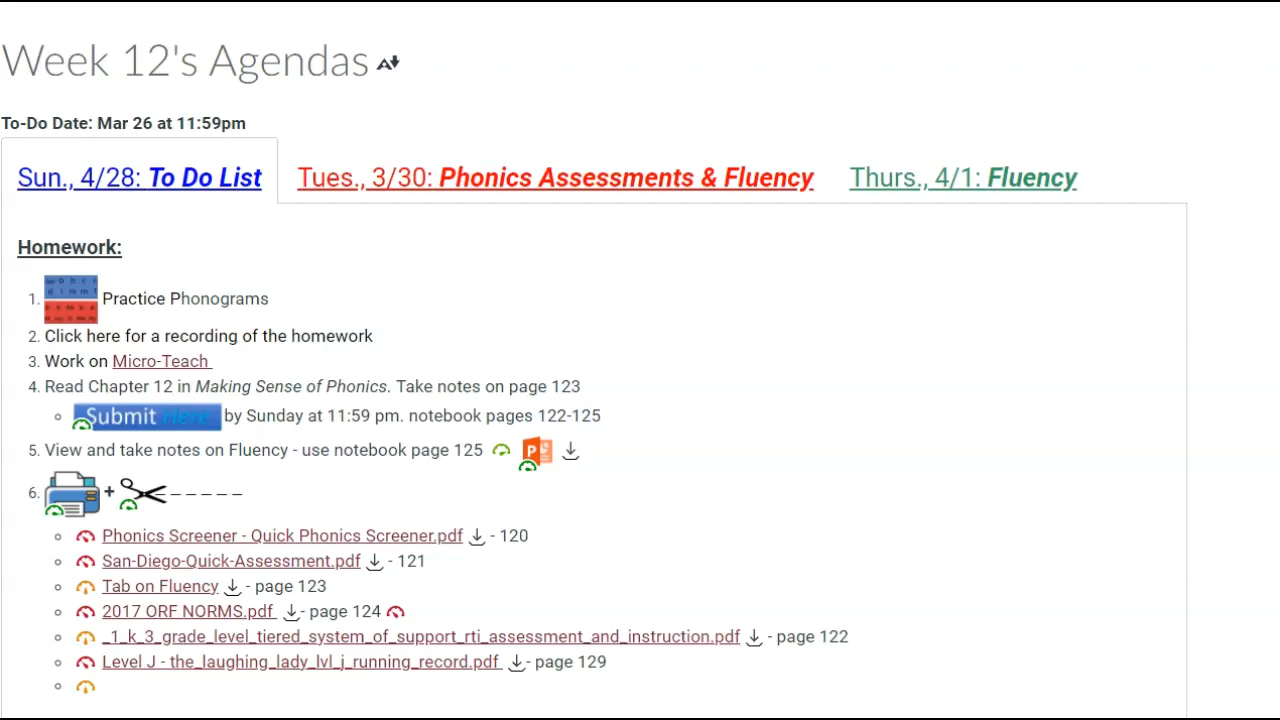 Week 12's Agendas
To-Do Date: Mar 26 at 11:59pm
Sun., 4/28: To Do List Tues., 3/30: Phonics Assessments & Fluency Thurs., 4/1: Fluency
Homework:
1. Practice Phonograms
2. Click here for a recording of the homework
3. Work on Micro-Teach
4. Read Chapter 12 in Making Sense of Phonics. Take notes on page 123
Submit Here by Sunday at 11:59 pm. notebook pages 122-125
5. View and take notes on Fluency - use notebook page 125
6. + - - - - - -
Phonics Screener - Quick Phonics Screener.pdf - 120
San-Diego-Quick-Assessment.pdf - 121
Tab on Fluency - page 123
2017 ORF NORMS.pdf - page 124
_1_k_3_grade_level_tiered_system_of_support_rti_assessment_and_instruction.pdf - page 122
Level J - the_laughing_lady_lvl_j_running_record.pdf - page 129